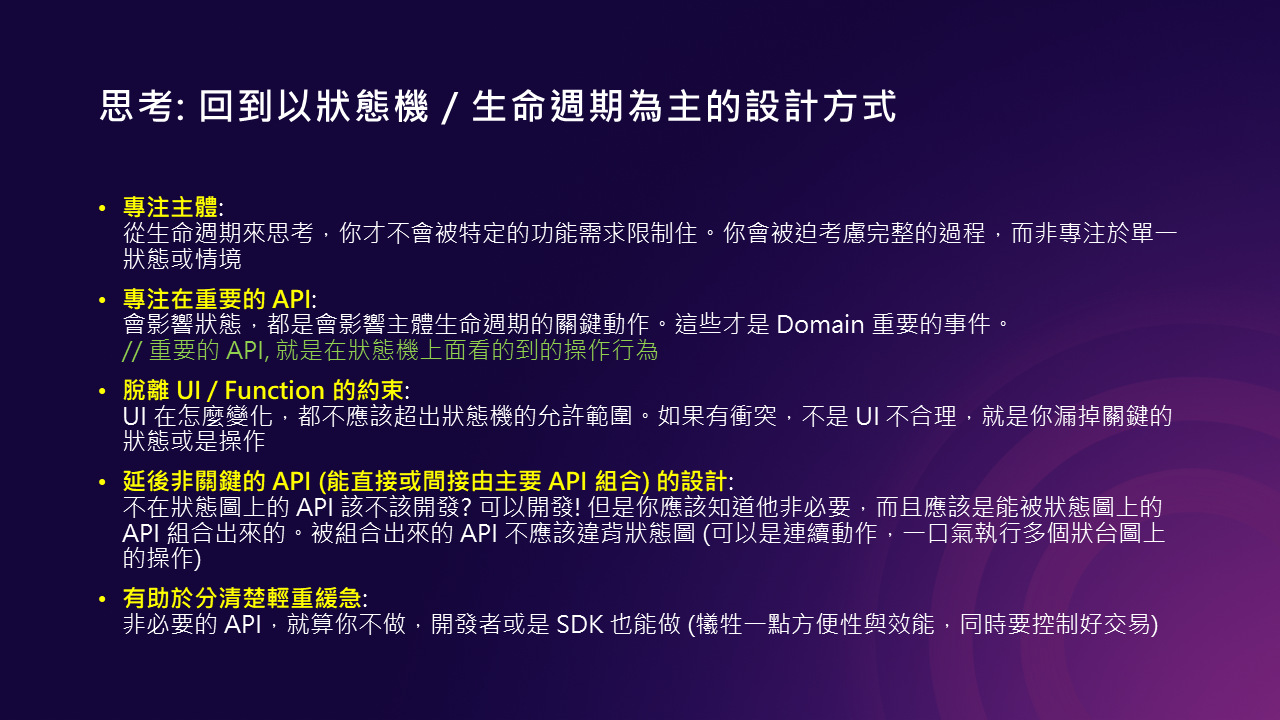 思考: 回到以狀態機 / 生命週期為主的設計方式
• 專注主體:
從生命週期來思考，你才不會被特定的功能需求限制住。你會被迫考慮完整的過程，而非專注於單一
狀態或情境
• 專注在重要的 API:
會影響狀態，都是會影響主體生命週期的關鍵動作。這些才是 Domain 重要的事件。
// 重要的 API, 就是在狀態機上面看的到的操作行為
• 脫離 UI / Function 的約束:
UI 在怎麼變化，都不應該超出狀態機的允許範圍。如果有衝突，不是 UI 不合理，就是你漏掉關鍵的
狀態或是操作
• 延後非關鍵的 API (能直接或間接由主要 API 組合) 的設計:
不在狀態圖上的 API 該不該開發? 可以開發! 但是你應該知道他非必要，而且應該是能被狀態圖上的
API 組合出來的。被組合出來的 API 不應該違背狀態圖 (可以是連續動作，一口氣執行多個狀台圖上
的操作)
• 有助於分清楚輕重緩急:
非必要的 API，就算你不做，開發者或是 SDK 也能做 (犧牲一點方便性與效能，同時要控制好交易)